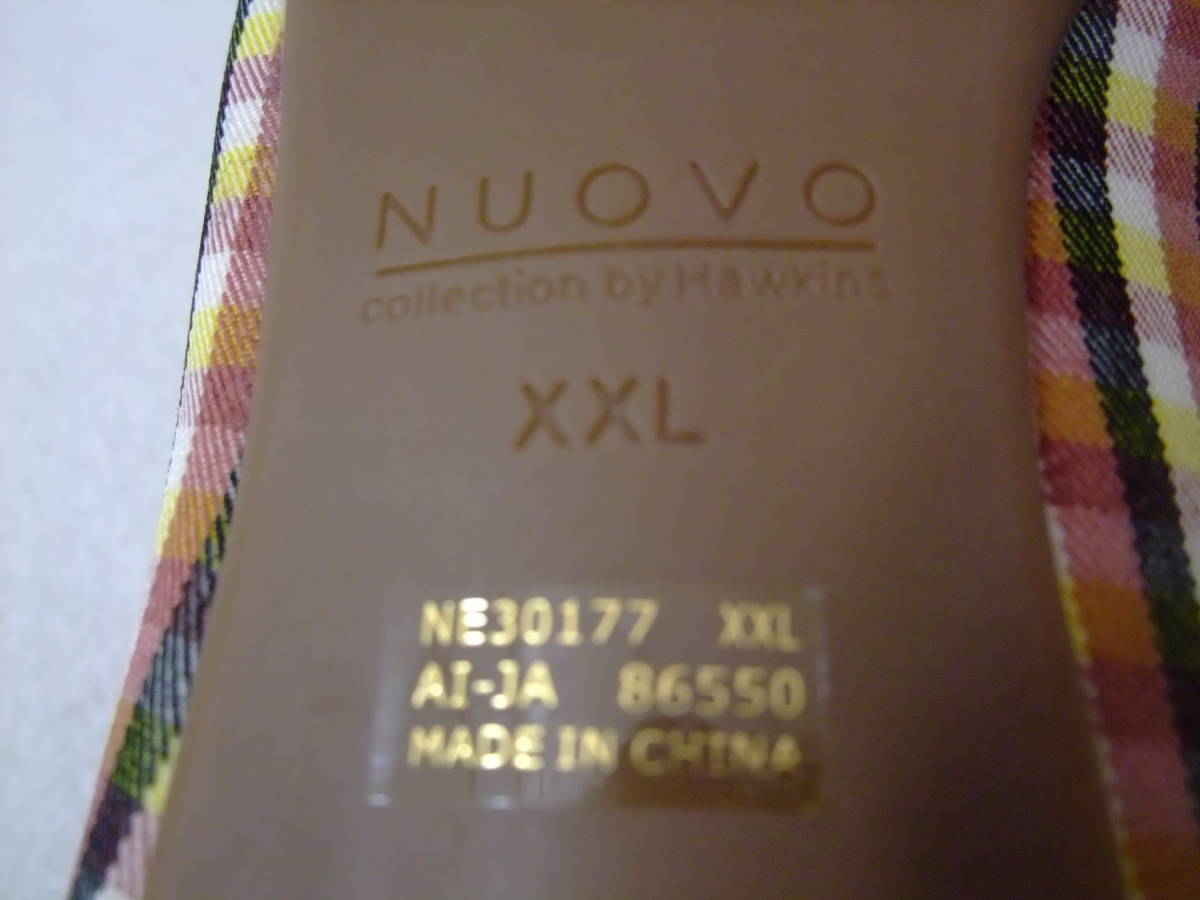 NUOVO
collection by Hawkins
XXL
NE30177 XXL
AI-JA 86550
MADE IN CHINA